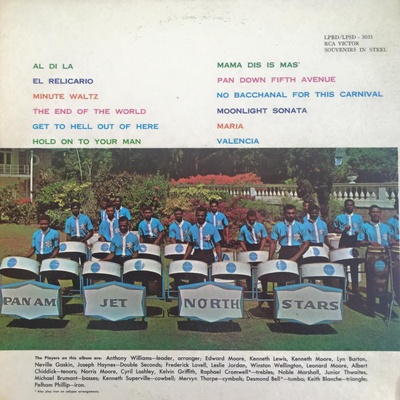 LPBD/LPSD - 3031
RCA VICTOR
SOUVENIRS IN STEEL
AL DI LA
EL RELICARIO
MINUTE WALTZ
THE END OF THE WORLD
GET TO HELL OUT OF HERE
HOLD ON TO YOUR MAN
MAMA DIS IS MAS'
PAN DOWN FIFTH AVENUE
NO BACCHANAL FOR THIS CARNIVAL
MOONLIGHT SONATA
MARIA
VALENCIA
PAN AM JET NORTH STARS
The Players on this album are: Anthony Williams—leader, arranger; Edward Moore, Kenneth Lewis, Kenneth Moore, Lyn Barton,
Neville Gaskin, Joseph Haynes—Double Seconds; Frederick Lovell, Leslie Jordan, Winston Wellington, Leonard Moore, Albert
Chiddick—tenors; Norris Moore, Cyril Lashley, Kelvin Griffith, Raphael Cromwell*—trebles; Noble Marshall, Junior Thwaites,
Michael Brumant—basses; Kenneth Superville—cowbell; Mervyn Thorpe—cymbals; Desmond Bell*—tumba; Keith Blanche—triangle;
Pelham Phillip—iron.
* Also play iron on calypso arrangements.